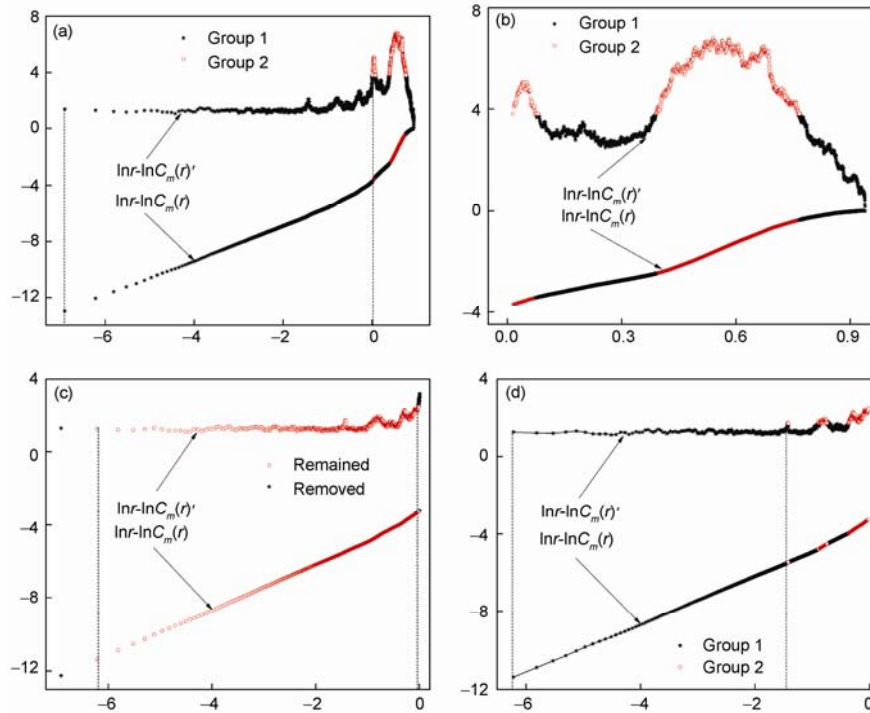 (a)
Group 1
Group 2
lnr-lnCm(r)′
lnr-lnCm(r)
8
4
0
−4
−8
−12
−6
−4
−2
0
(b)
Group 1
Group 2
lnr-lnCm(r)′
lnr-lnCm(r)
8
4
0
−4
0.0
0.3
0.6
0.9
(c)
Remained
Removed
lnr-lnCm(r)′
lnr-lnCm(r)
4
0
−4
−8
−12
−6
−4
−2
0
(d)
lnr-lnCm(r)′
lnr-lnCm(r)
Group 1
Group 2
4
0
−4
−8
−12
−6
−4
−2
0